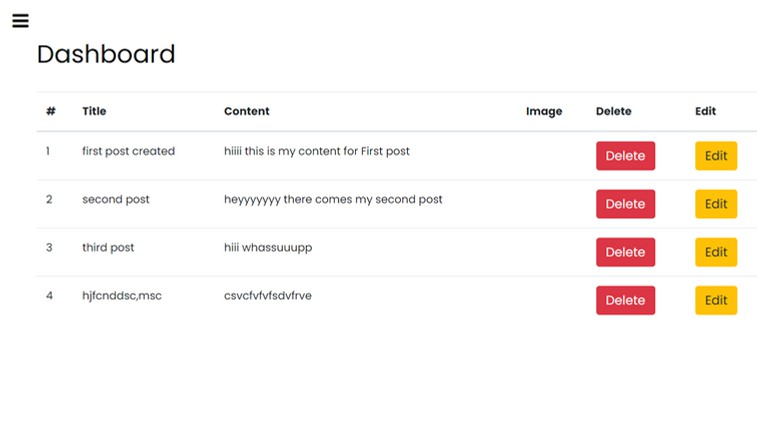 Dashboard
# Title Content Image Delete Edit
1 first post created hiiii this is my content for First post Delete Edit
2 second post heyyyyyyy there comes my second post Delete Edit
3 third post hiii whassuuupp Delete Edit
4 hjfcnddsc,msc csvcfvfvfsdvfrve Delete Edit